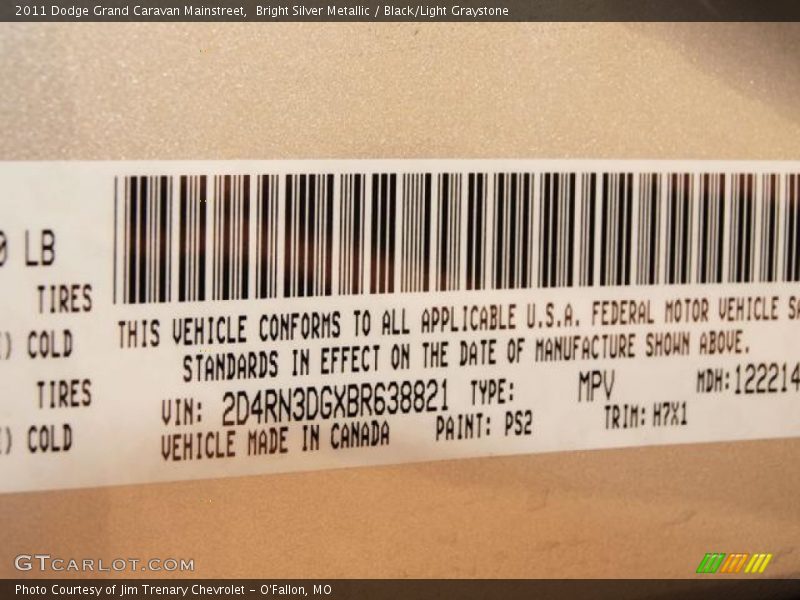 2011 Dodge Grand Caravan Mainstreet, Bright Silver Metallic / Black/Light Graystone
LB
TIRES
COLD
TIRES
COLD
THIS VEHICLE CONFORMS TO ALL APPLICABLE U.S.A. FEDERAL MOTOR VEHICLE SA
STANDARDS IN EFFECT ON THE DATE OF MANUFACTURE SHOWN ABOVE.
VIN: 2D4RN3DGXBR638821 TYPE: MPV MDH:122214
VEHICLE MADE IN CANADA PAINT: PS2 TRIM: H7X1
GTCARLOT.COM
Photo Courtesy of Jim Trenary Chevrolet - O'Fallon, MO